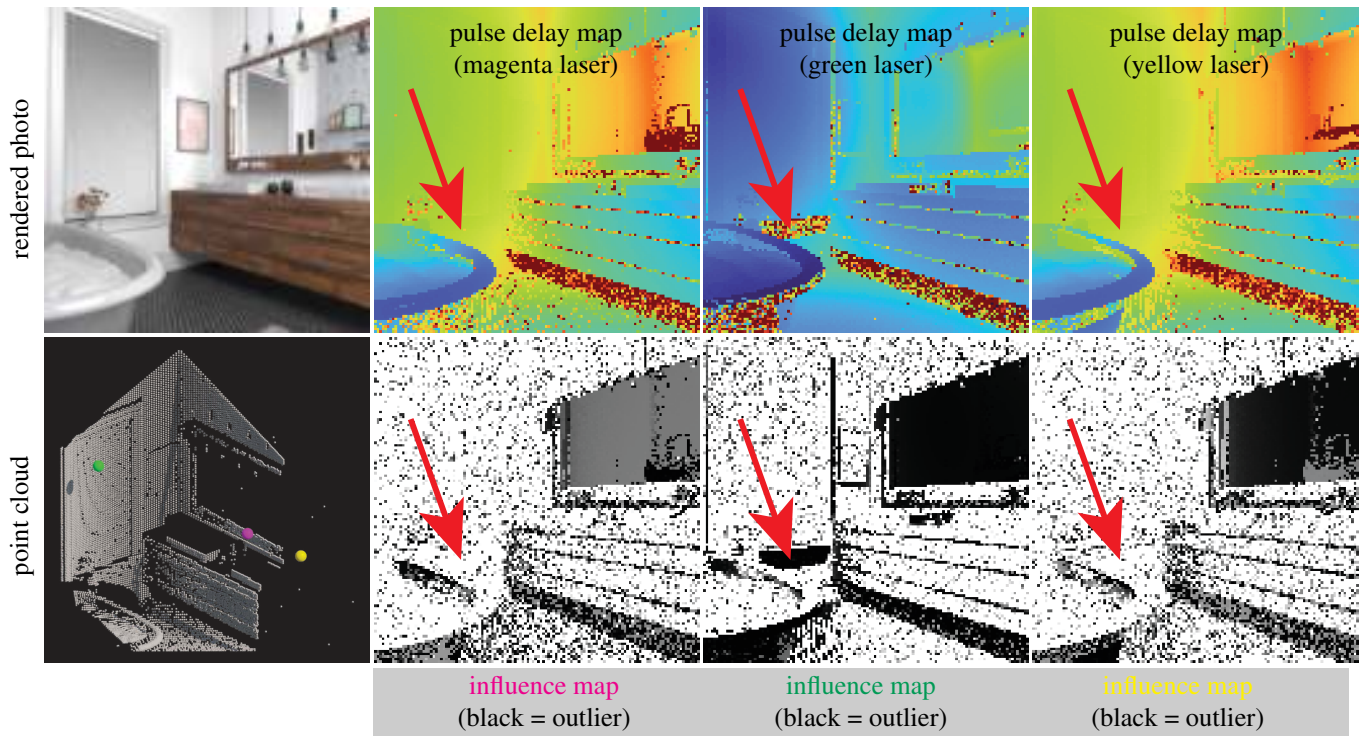 rendered photo
pulse delay map
(magenta laser)
pulse delay map
(green laser)
pulse delay map
(yellow laser)
point cloud
influence map
(black = outlier)
influence map
(black = outlier)
influence map
(black = outlier)